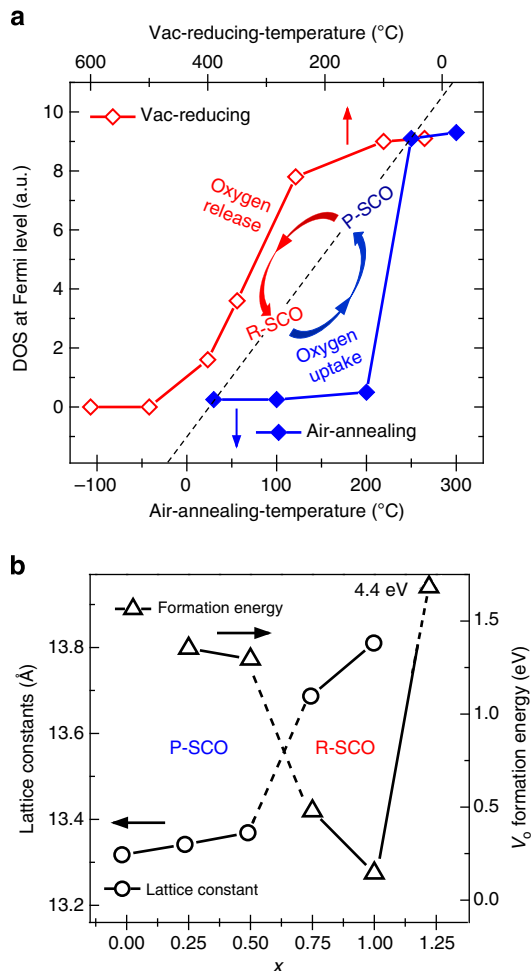 a
Vac-reducing-temperature (°C)
600 400 200 0
10
8
6
4
2
0
DOS at Fermi level (a.u.)
Vac-reducing
Oxygen
release
P-SCO
R-SCO
Oxygen
uptake
Air-annealing
–100 0 100 200 300
Air-annealing-temperature (°C)
b
4.4 eV
Formation energy
13.8
13.6
13.4
13.2
Lattice constants (Å)
P-SCO
R-SCO
Lattice constant
1.5
1.0
0.5
0.0
Vo formation energy (eV)
0.00 0.25 0.50 0.75 1.00 1.25
x